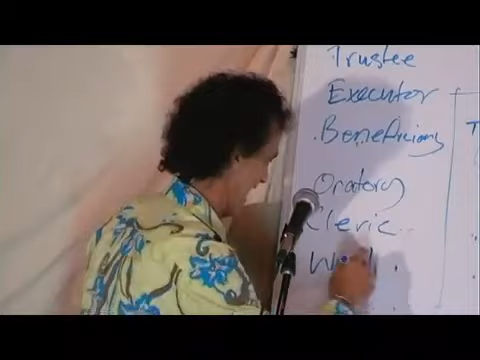 Trustee
Executor
Beneficiary
Oratory
Cleric